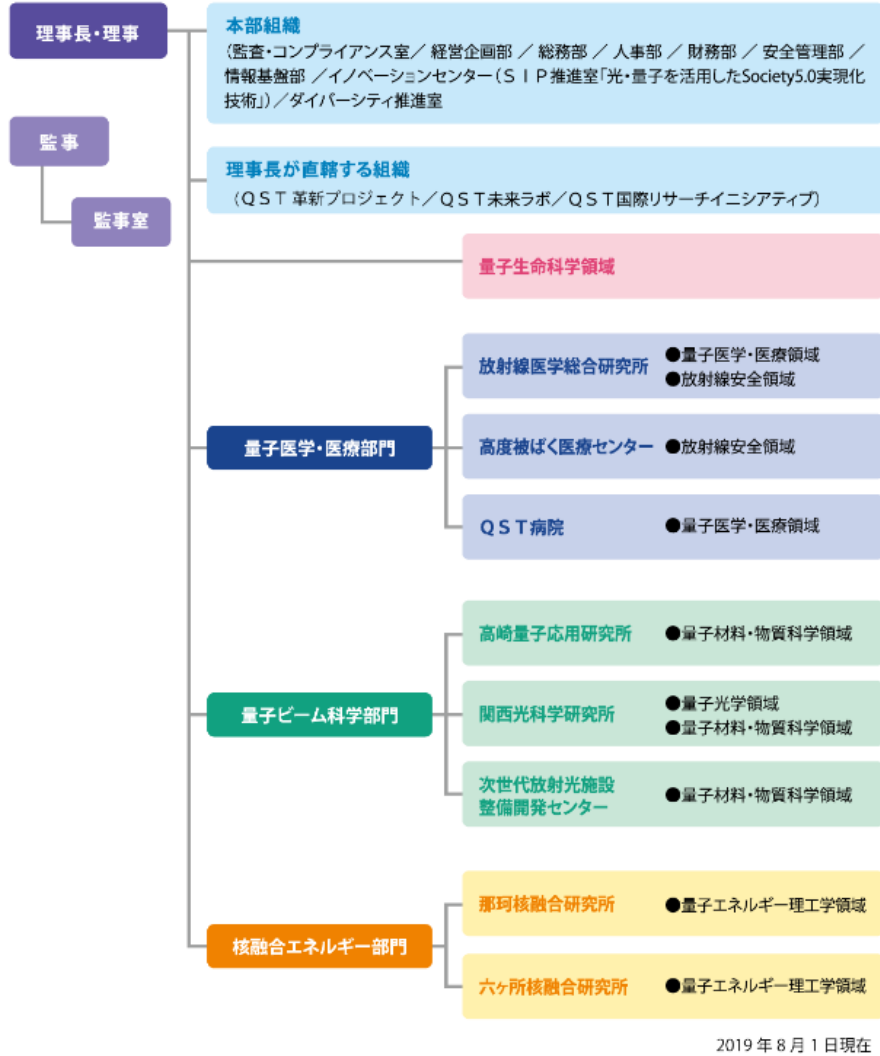 理事長・理事
本部組織
（監査・コンプライアンス室／ 経営企画部 ／ 総務部 ／ 人事部 ／ 財務部 ／ 安全管理部 ／
情報基盤部 ／イノベーションセンター（ＳＩＰ推進室「光・量子を活用したSociety5.0実現化
技術」）／ダイバーシティ推進室
監事
監事室
理事長が直轄する組織
（ＱＳＴ革新プロジェクト／ＱＳＴ未来ラボ／ＱＳＴ国際リサーチイニシアティブ）
量子生命科学領域
量子医学・医療部門
放射線医学総合研究所
●量子医学・医療領域
●放射線安全領域
高度被ばく医療センター
●放射線安全領域
ＱＳＴ病院
●量子医学・医療領域
量子ビーム科学部門
高崎量子応用研究所
●量子材料・物質科学領域
関西光科学研究所
●量子光学領域
●量子材料・物質科学領域
次世代放射光施設
整備開発センター
●量子材料・物質科学領域
核融合エネルギー部門
那珂核融合研究所
●量子エネルギー理工学領域
六ヶ所核融合研究所
●量子エネルギー理工学領域
2019 年 8 月 1 日現在